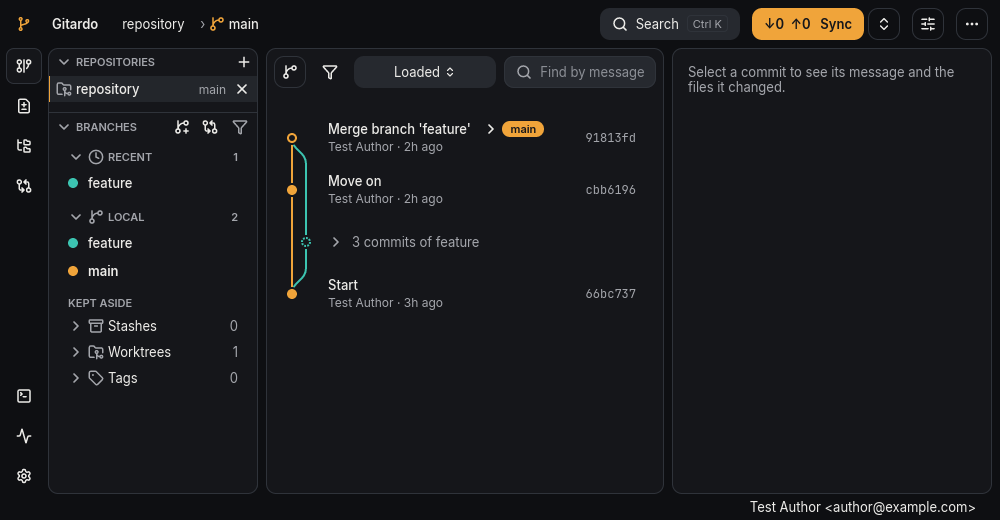 Gitardo repository › main Search Ctrl K ↓0 ↑0 Sync
REPOSITORIES
repository main
BRANCHES
RECENT 1
feature
LOCAL 2
feature
main
KEPT ASIDE
Stashes 0
Worktrees 1
Tags 0
Loaded Find by message
Merge branch 'feature' main 91813fd
Test Author · 2h ago
Move on cbb6196
Test Author · 2h ago
3 commits of feature
Start 66bc737
Test Author · 3h ago
Select a commit to see its message and the
files it changed.
Test Author <author@example.com>